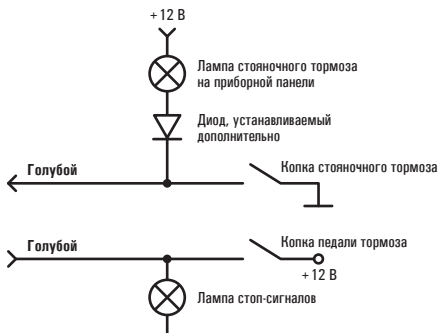 +12 В
Лампа стояночного тормоза
на приборной панели
Диод, устанавливаемый
дополнительно
Голубой
Копка стояночного тормоза
Голубой
Копка педали тормоза
+12 В
Лампа стоп-сигналов